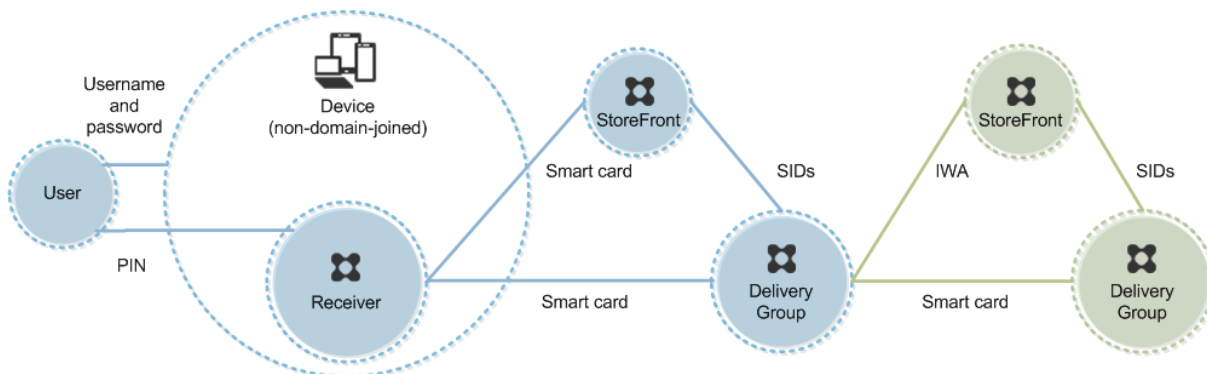 Username
and
password
User
PIN
Device
(non-domain-joined)
Receiver
StoreFront
Smart card
SIDs
Smart card
Delivery
Group
StoreFront
IWA
SIDs
Smart card
Delivery
Group